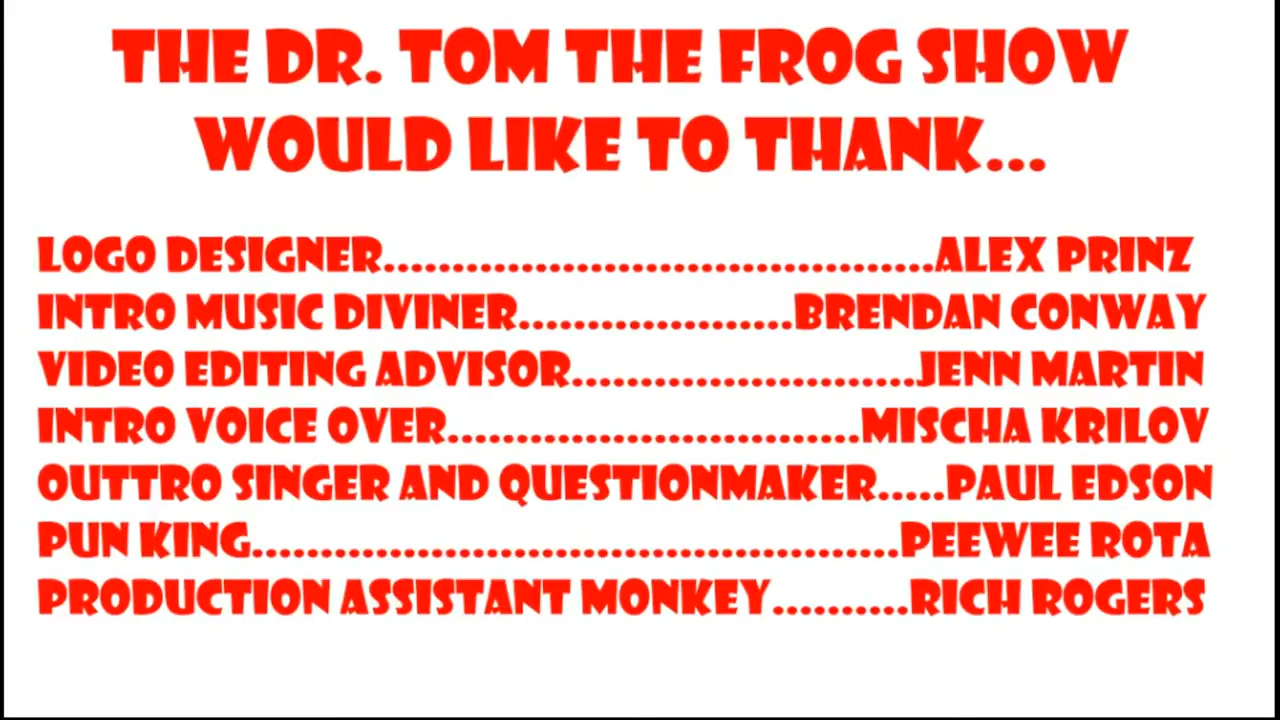 THE DR. TOM THE FROG SHOW
WOULD LIKE TO THANK...
LOGO DESIGNER........................................ALEX PRINZ
INTRO MUSIC DIVINER....................BRENDAN CONWAY
VIDEO EDITING ADVISOR.........................JENN MARTIN
INTRO VOICE OVER..............................MISCHA KRILOV
OUTTRO SINGER AND QUESTIONMAKER.....PAUL EDSON
PUN KING...............................................PEEWEE ROTA
PRODUCTION ASSISTANT MONKEY..........RICH ROGERS